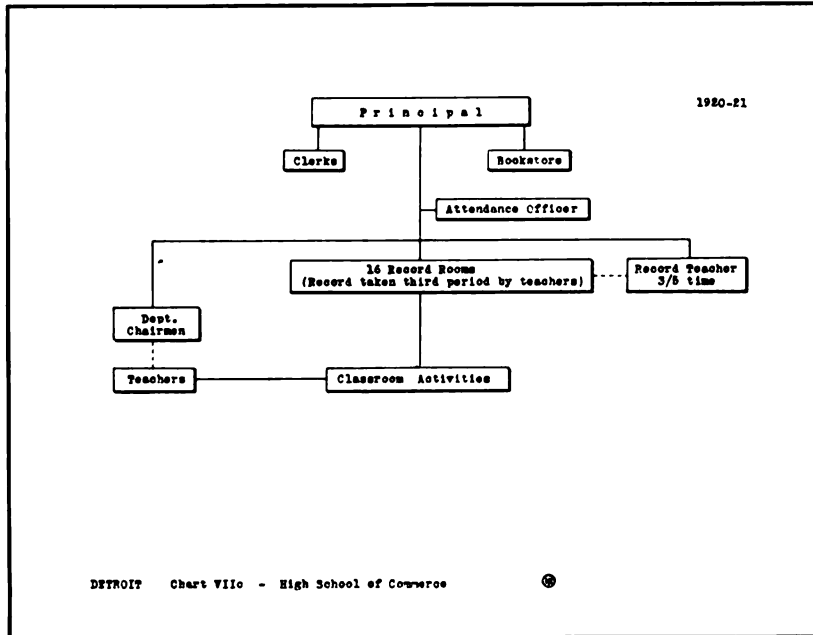 1920-21
Principal
Clerks
Bookstore
Attendance Officer
16 Record Rooms
(Record taken third period by teachers)
Record Teacher
3/5 time
Dept.
Chairmen
Teachers
Classroom Activities
DETROIT Chart VIIc - High School of Commerce